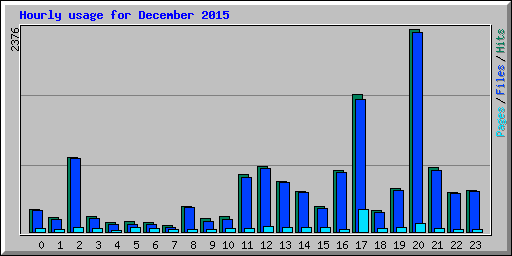 Hourly usage for December 2015
2376
Pages/Files/Hits
0 1 2 3 4 5 6 7 8 9 10 11 12 13 14 15 16 17 18 19 20 21 22 23